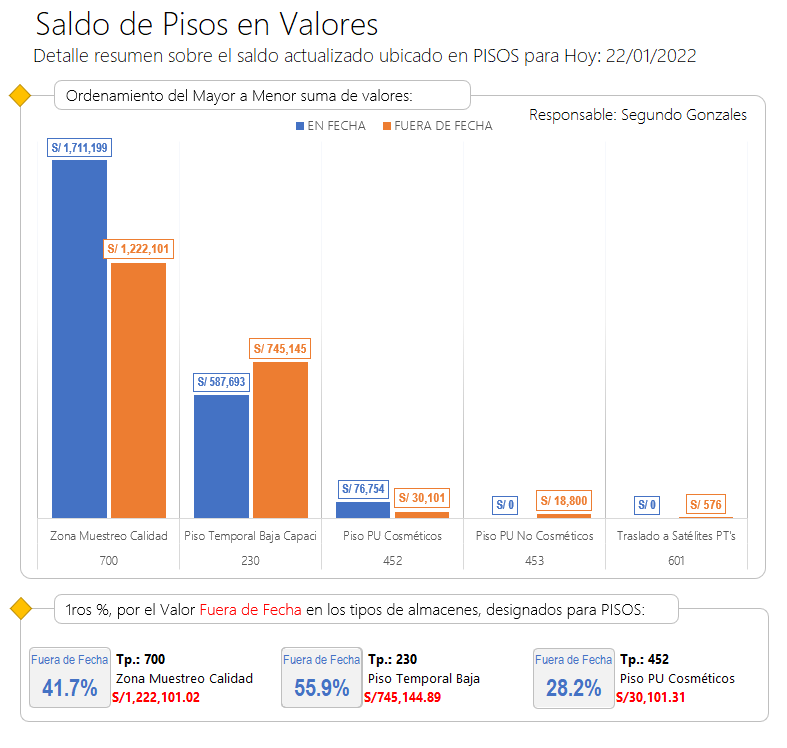 Saldo de Pisos en Valores
Detalle resumen sobre el saldo actualizado ubicado en PISOS para Hoy: 22/01/2022
Ordenamiento del Mayor a Menor suma de valores:
Responsable: Segundo Gonzales
EN FECHA FUERA DE FECHA
S/ 1,711,199
S/ 1,222,101
S/ 745,145
S/ 587,693
S/ 76,754
S/ 30,101
S/ 0
S/ 18,800
S/ 0
S/ 576
Zona Muestreo Calidad Piso Temporal Baja Capaci Piso PU Cosméticos Piso PU No Cosméticos Traslado a Satélites PT's
700 230 452 453 601
1ros %, por el Valor Fuera de Fecha en los tipos de almacenes, designados para PISOS:
Fuera de Fecha
41.7%
Tp.: 700
Zona Muestreo Calidad
S/1,222,101.02
Fuera de Fecha
55.9%
Tp.: 230
Piso Temporal Baja
S/745,144.89
Fuera de Fecha
28.2%
Tp.: 452
Piso PU Cosméticos
S/30,101.31